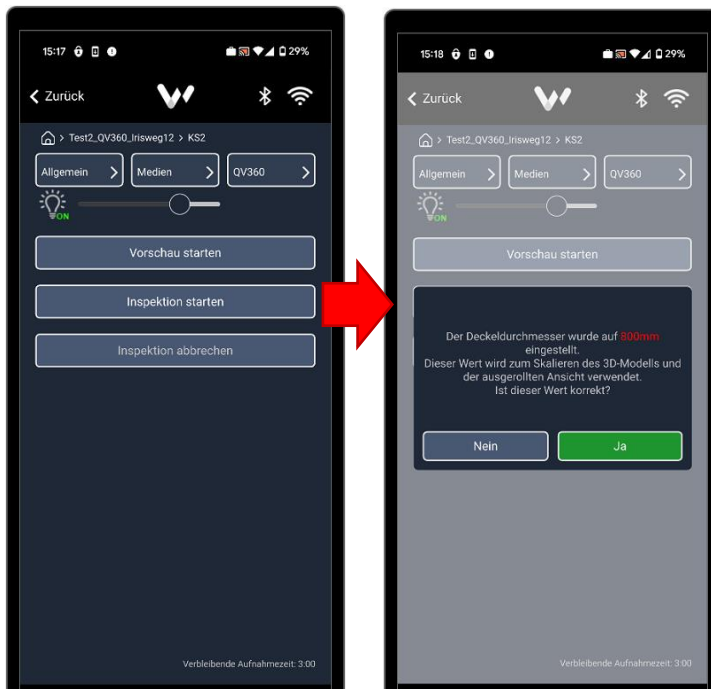 15:17
29%
Zurück
> Test2_QV360_Irisweg12 > KS2
Allgemein
Medien
QV360
ON
Vorschau starten
Inspektion starten
Inspektion abbrechen
Verbleibende Aufnahmezeit: 3:00
15:18
29%
Zurück
> Test2_QV360_Irisweg12 > KS2
Allgemein
Medien
QV360
ON
Vorschau starten
Der Deckeldurchmesser wurde auf 800mm
eingestellt.
Dieser Wert wird zum Skalieren des 3D-Modells und
der ausgerollten Ansicht verwendet.
Ist dieser Wert korrekt?
Nein
Ja
Verbleibende Aufnahmezeit: 3:00